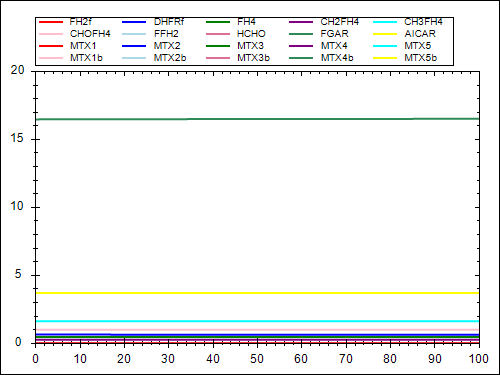 FH2f DHFRf FH4 CH2FH4 CH3FH4
CHOFH4 FFH2 HCHO FGAR AICAR
MTX1 MTX2 MTX3 MTX4 MTX5
MTX1b MTX2b MTX3b MTX4b MTX5b
20
15
10
5
0
0 10 20 30 40 50 60 70 80 90 100